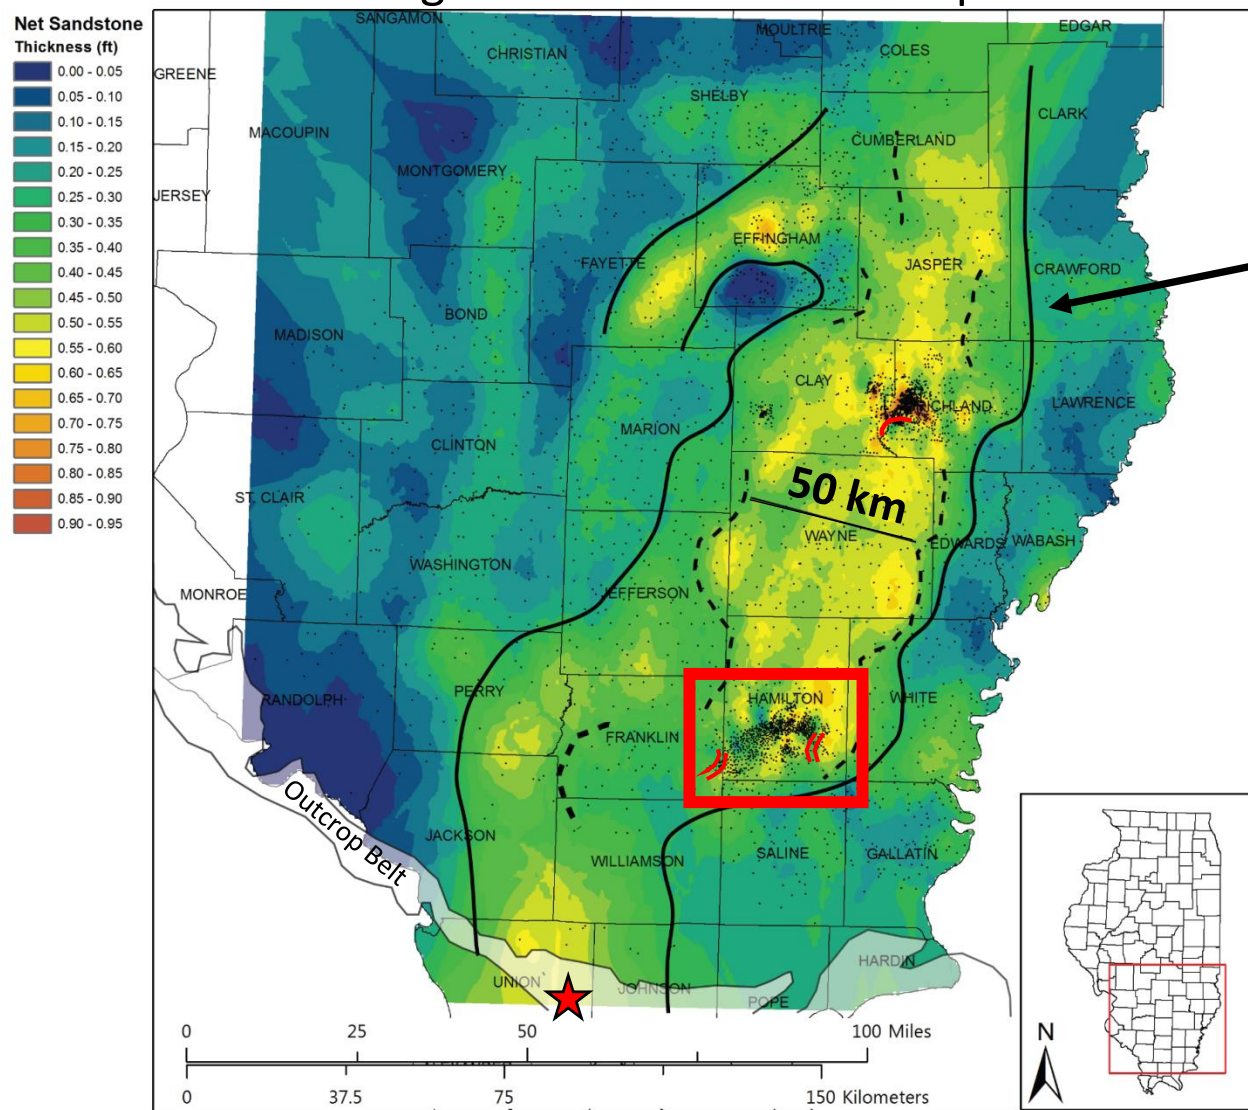 Net Sandstone
Thickness (ft)
0.00 - 0.05
0.05 - 0.10
0.10 - 0.15
0.15 - 0.20
0.20 - 0.25
0.25 - 0.30
0.30 - 0.35
0.35 - 0.40
0.40 - 0.45
0.45 - 0.50
0.50 - 0.55
0.55 - 0.60
0.60 - 0.65
0.65 - 0.70
0.70 - 0.75
0.75 - 0.80
0.80 - 0.85
0.85 - 0.90
0.90 - 0.95
SANGAMON
CHRISTIAN
MOULTRIE
COLES
EDGAR
GREENE
MACOUPIN
SHELBY
CUMBERLAND
CLARK
MONTGOMERY
JERSEY
EFFINGHAM
FAYETTE
JASPER
CRAWFORD
BOND
MADISON
CLAY
RICHLAND
LAWRENCE
MARION
CLINTON
ST. CLAIR
50 km
WAYNE
EDWARDS
WABASH
WASHINGTON
MONROE
JEFFERSON
RANDOLPH
PERRY
HAMILTON
WHITE
FRANKLIN
Outcrop Belt
JACKSON
WILLIAMSON
SALINE
GALLATIN
HARDIN
UNION
JOHNSON
POPE
0 25 50 100 Miles
0 37.5 75 150 Kilometers
N